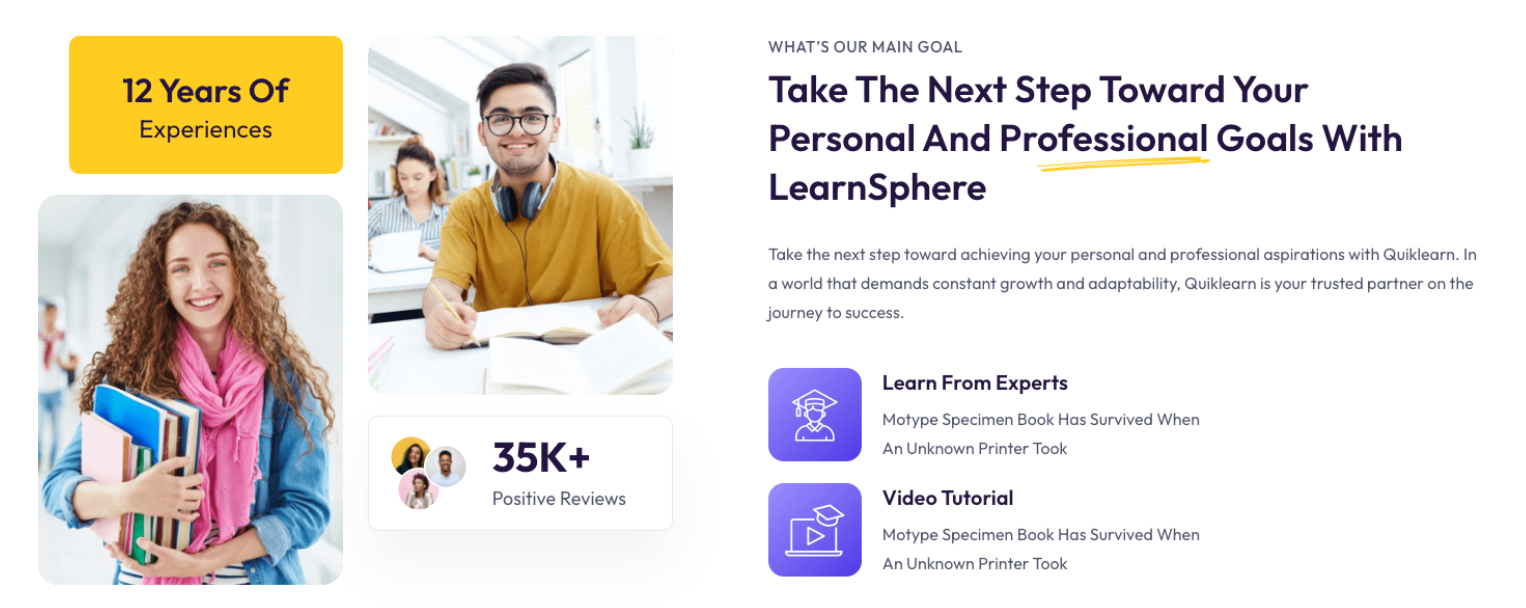 12 Years Of
Experiences
35K+
Positive Reviews
WHAT'S OUR MAIN GOAL
Take The Next Step Toward Your
Personal And Professional Goals With
LearnSphere
Take the next step toward achieving your personal and professional aspirations with Quiklearn. In
a world that demands constant growth and adaptability, Quiklearn is your trusted partner on the
journey to success.
Learn From Experts
Motype Specimen Book Has Survived When
An Unknown Printer Took
Video Tutorial
Motype Specimen Book Has Survived When
An Unknown Printer Took